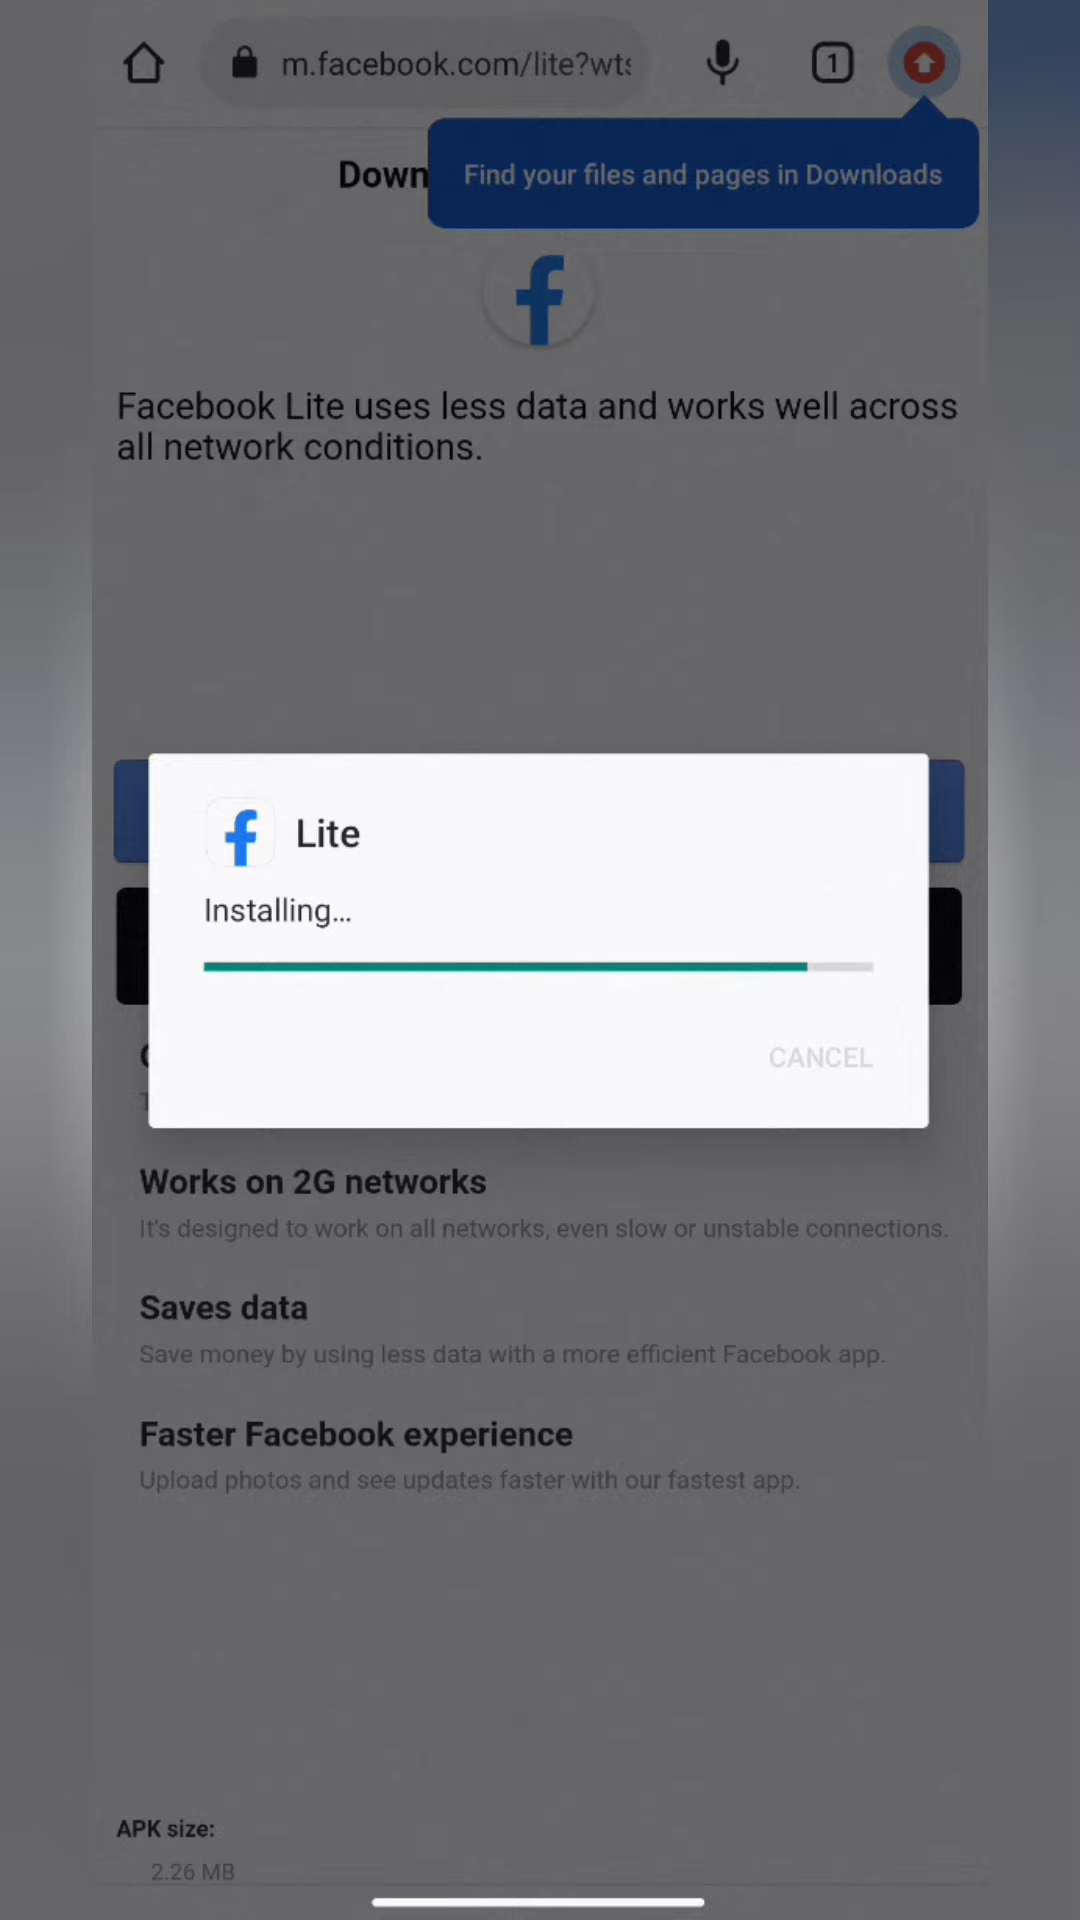 m.facebook.com/lite?wts
1
Down
Find your files and pages in Downloads
Facebook Lite uses less data and works well across
all network conditions.
Lite
Installing...
CANCEL
Works on 2G networks
It's designed to work on all networks, even slow or unstable connections.
Saves data
Save money by using less data with a more efficient Facebook app.
Faster Facebook experience
Upload photos and see updates faster with our fastest app.
APK size:
2.26 MB